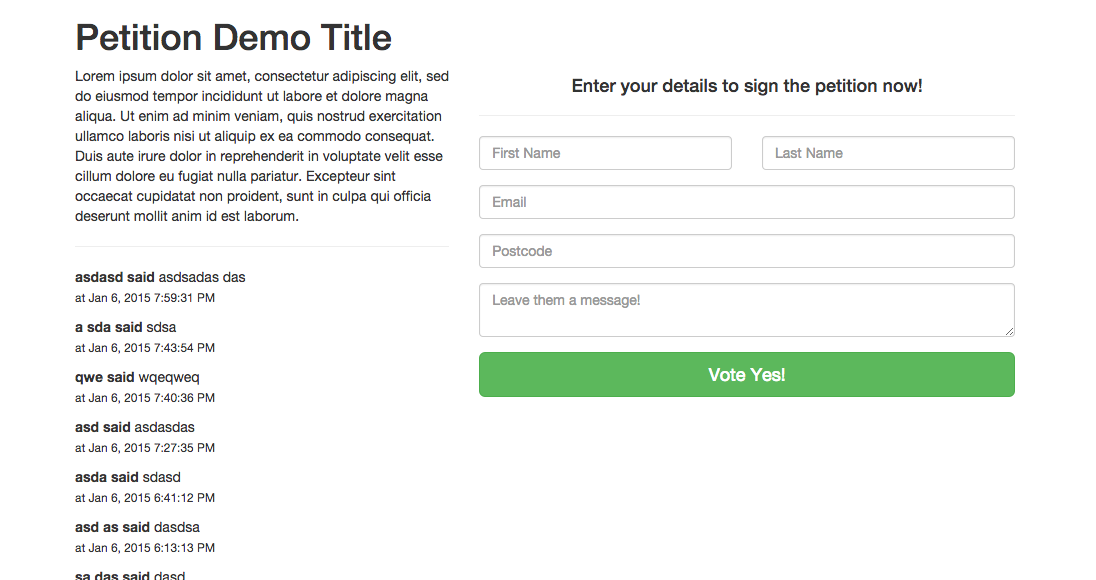 Petition Demo Title
Lorem ipsum dolor sit amet, consectetur adipiscing elit, sed
do eiusmod tempor incididunt ut labore et dolore magna
aliqua. Ut enim ad minim veniam, quis nostrud exercitation
ullamco laboris nisi ut aliquip ex ea commodo consequat.
Duis aute irure dolor in reprehenderit in voluptate velit esse
cillum dolore eu fugiat nulla pariatur. Excepteur sint
occaecat cupidatat non proident, sunt in culpa qui officia
deserunt mollit anim id est laborum.
asdasd said asdsadas das
at Jan 6, 2015 7:59:31 PM
a sda said sdsa
at Jan 6, 2015 7:43:54 PM
qwe said wqeqweq
at Jan 6, 2015 7:40:36 PM
asd said asdasdas
at Jan 6, 2015 7:27:35 PM
asda said sdasd
at Jan 6, 2015 6:41:12 PM
asd as said dasdsa
at Jan 6, 2015 6:13:13 PM
sa das said dasd
Enter your details to sign the petition now!
First Name
Last Name
Email
Postcode
Leave them a message!
Vote Yes!